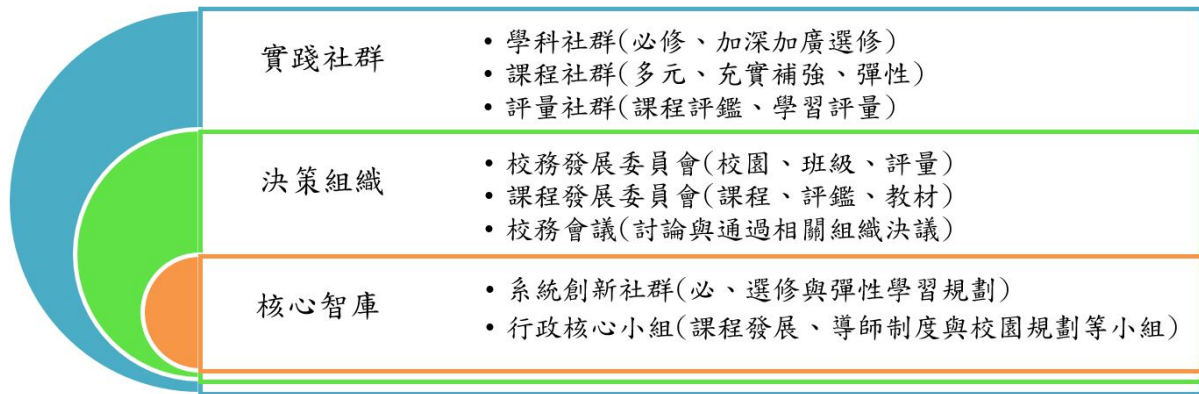 實踐社群
• 學科社群(必修、加深加廣選修)
• 課程社群(多元、充實補強、彈性)
• 評量社群(課程評鑑、學習評量)
決策組織
• 校務發展委員會(校園、班級、評量)
• 課程發展委員會(課程、評鑑、教材)
• 校務會議(討論與通過相關組織決議)
核心智庫
• 系統創新社群(必、選修與彈性學習規劃)
• 行政核心小組(課程發展、導師制度與校園規劃等小組)